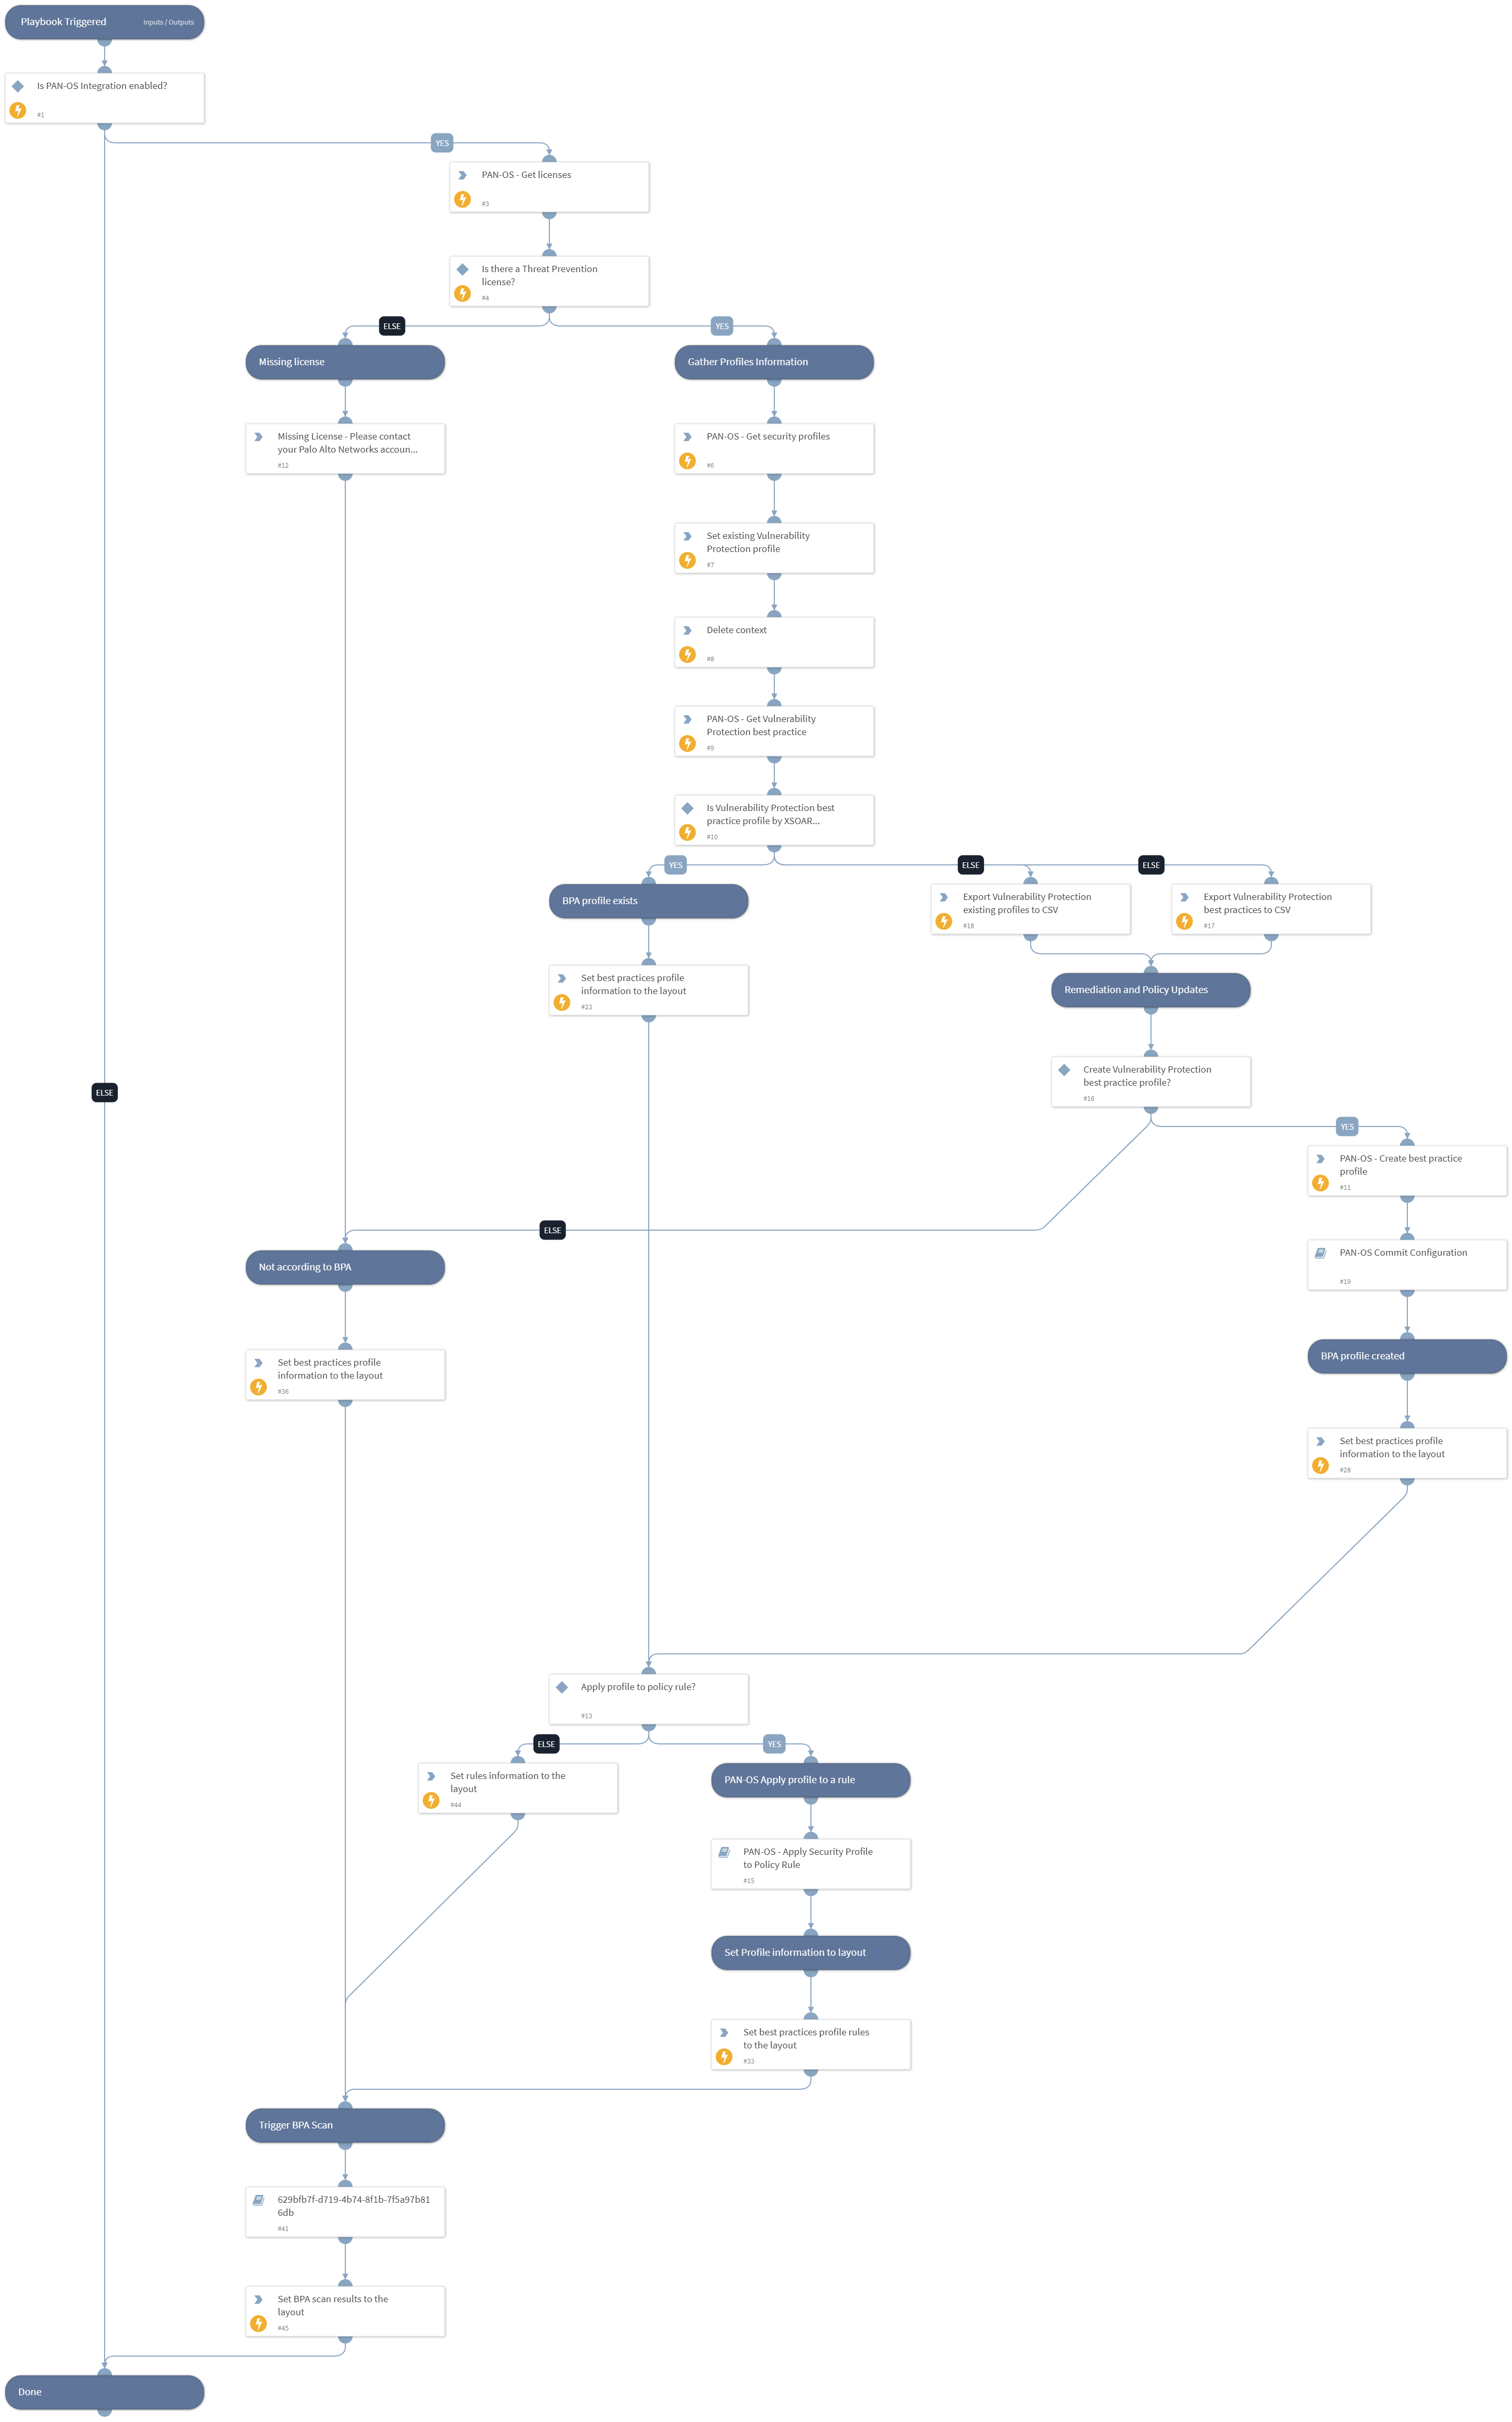 Playbook Triggered
Inputs / Outputs
Is PAN-OS Integration enabled?
#1
YES
PAN-OS - Get licenses
#3
Is there a Threat Prevention
license?
#4
ELSE
YES
Missing license
Gather Profiles Information
Missing License - Please contact
your Palo Alto Networks accoun...
#12
PAN-OS - Get security profiles
#6
Set existing Vulnerability
Protection profile
#7
Delete context
#8
PAN-OS - Get Vulnerability
Protection best practice
#9
Is Vulnerability Protection best
practice profile by XSOAR...
#10
YES
ELSE
ELSE
BPA profile exists
Export Vulnerability Protection
existing profiles to CSV
#18
Export Vulnerability Protection
best practices to CSV
#17
Set best practices profile
information to the layout
#23
Remediation and Policy Updates
Create Vulnerability Protection
best practice profile?
#16
ELSE
YES
PAN-OS - Create best practice
profile
#11
ELSE
PAN-OS Commit Configuration
#19
Not according to BPA
BPA profile created
Set best practices profile
information to the layout
#36
Set best practices profile
information to the layout
#28
Apply profile to policy rule?
#13
ELSE
YES
Set rules information to the
layout
#44
PAN-OS Apply profile to a rule
PAN-OS - Apply Security Profile
to Policy Rule
#15
Set Profile information to layout
Set best practices profile rules
to the layout
#33
Trigger BPA Scan
629bfb7f-d719-4b74-8f1b-7f5a97b81
6db
#41
Set BPA scan results to the
layout
#45
Done